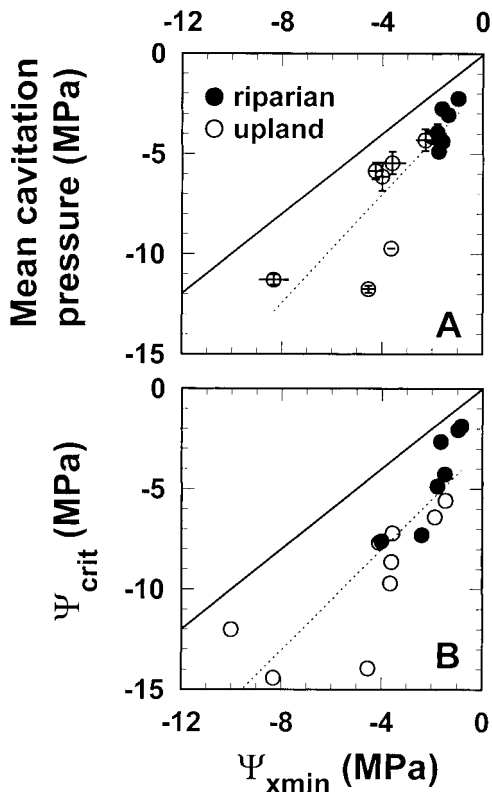 -12 -8 -4 0
0
-5
-10
-15
Mean cavitation
pressure (MPa)
riparian
upland
A
0
-5
-10
-15
Ψcrit (MPa)
B
-12 -8 -4 0
Ψxmin (MPa)